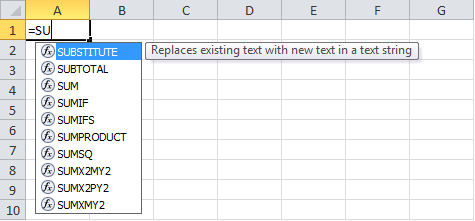 A B C D E F G
1 =SU
2 SUBSTITUTE Replaces existing text with new text in a text string
3 SUBTOTAL
SUM
4 SUMIF
5 SUMIFS
6 SUMPRODUCT
7 SUMSQ
8 SUMX2MY2
9 SUMX2PY2
10 SUMXMY2